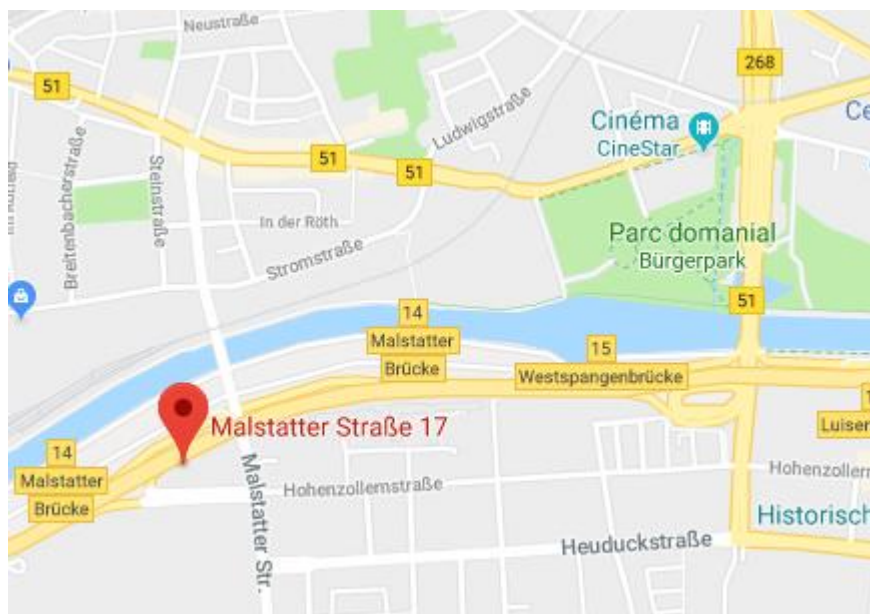 Neustraße
268
51
Cinéma
CineStar
Ce
Ludwigstraße
51
51
Steinstraße
Breitenbacherstraße
In der Röth
Stromstraße
Parc domanial
Bürgerpark
51
14
Malstatter
Brücke
15
Westspangenbrücke
Malstatter Straße 17
Luisen
14
Malstatter
Brücke
Malstatter Str.
Hohenzollernstraße
Hohenzollern
Historisch
Heuduckstraße